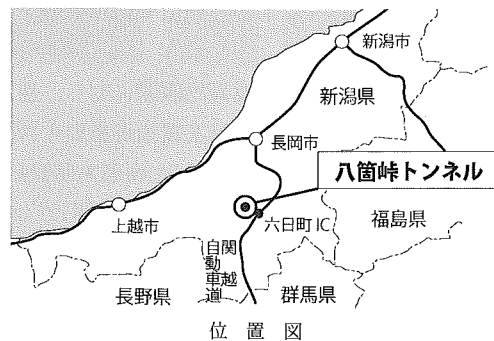 新潟市
新潟県
長岡市
八箇峠トンネル
上越市
六日町IC
福島県
関越
自動車道
長野県
群馬県
位置図